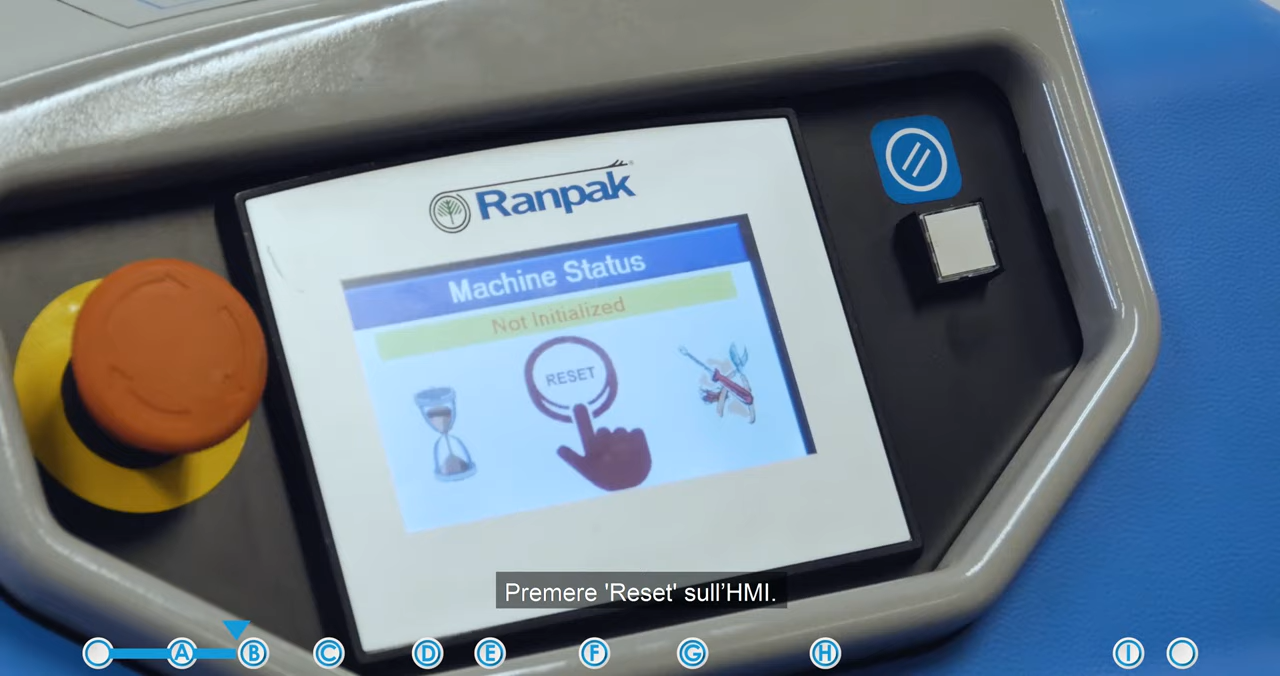 Ranpak
Machine Status
Not Initialized
RESET
Premere 'Reset' sull’HMI.
A B C D E F G H I